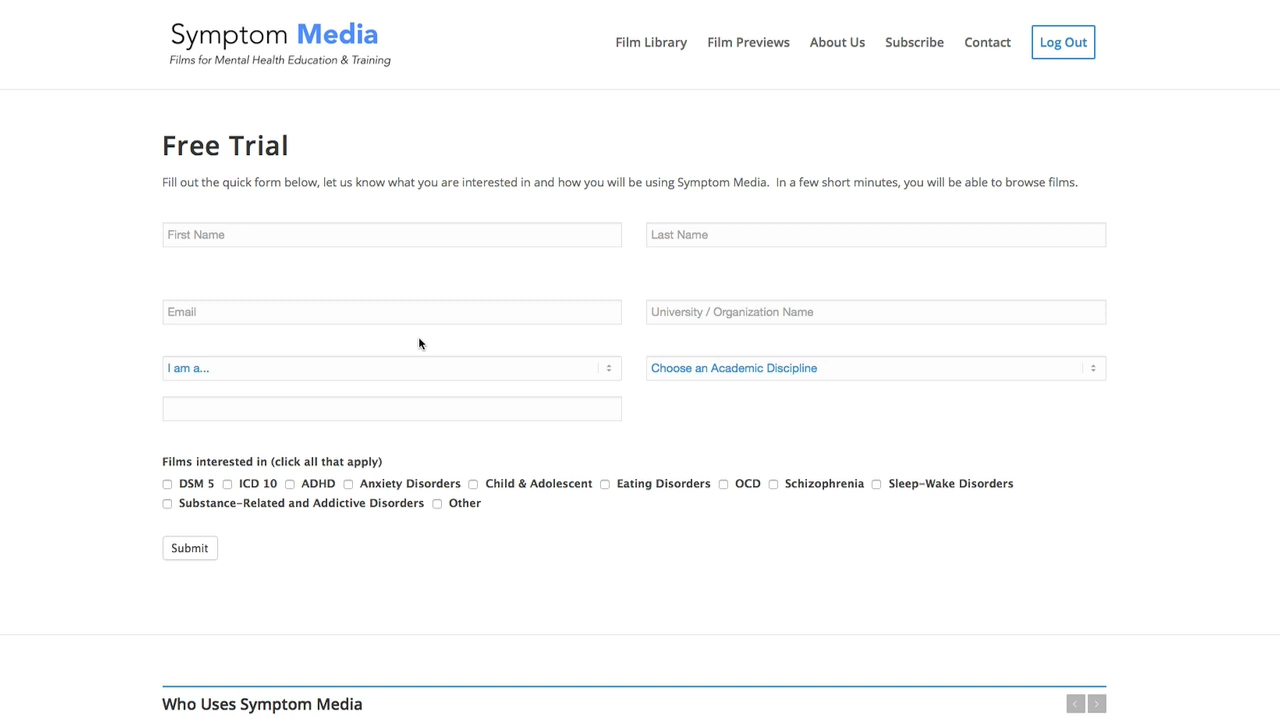 Symptom Media
Films for Mental Health Education & Training
Film Library Film Previews About Us Subscribe Contact Log Out
Free Trial
Fill out the quick form below, let us know what you are interested in and how you will be using Symptom Media. In a few short minutes, you will be able to browse films.
First Name Last Name
Email University / Organization Name
I am a... Choose an Academic Discipline
Films interested in (click all that apply)
DSM 5 ICD 10 ADHD Anxiety Disorders Child & Adolescent Eating Disorders OCD Schizophrenia Sleep-Wake Disorders
Substance-Related and Addictive Disorders Other
Submit
Who Uses Symptom Media